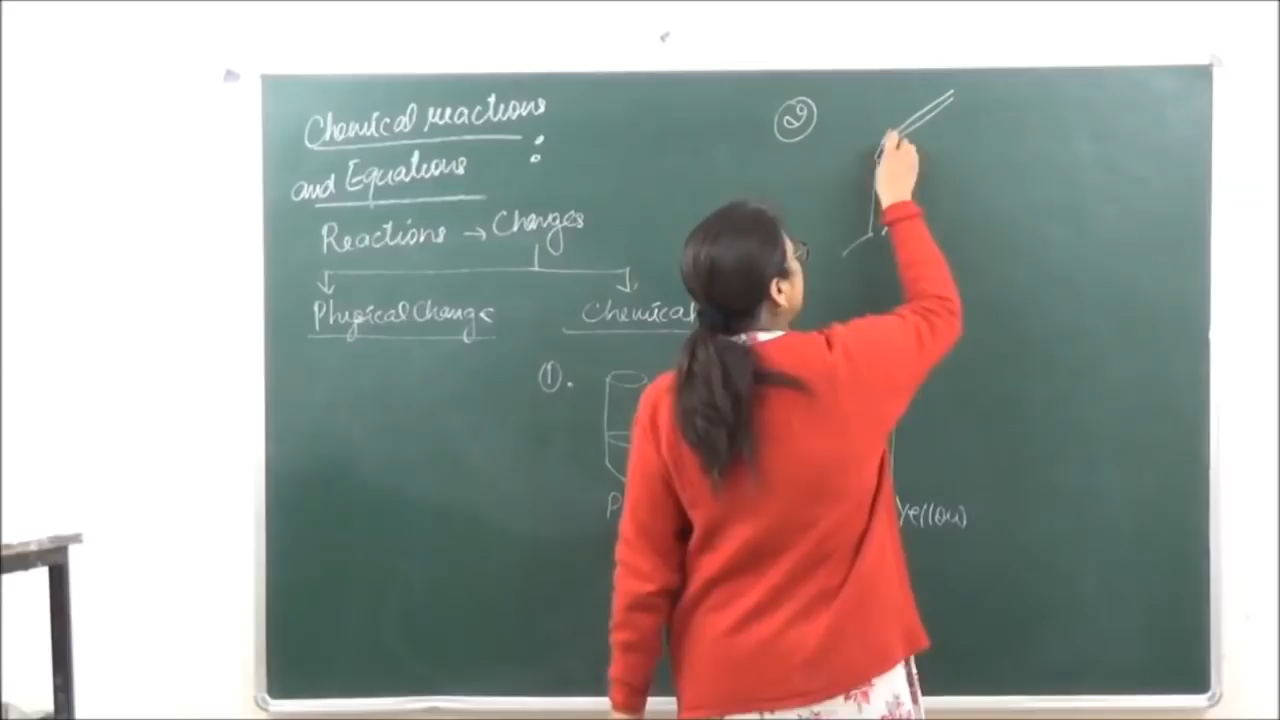 Chemical reactions
and Equations :
Reactions → Changes
Physical Change
Chemical
①.
②
P
Yellow